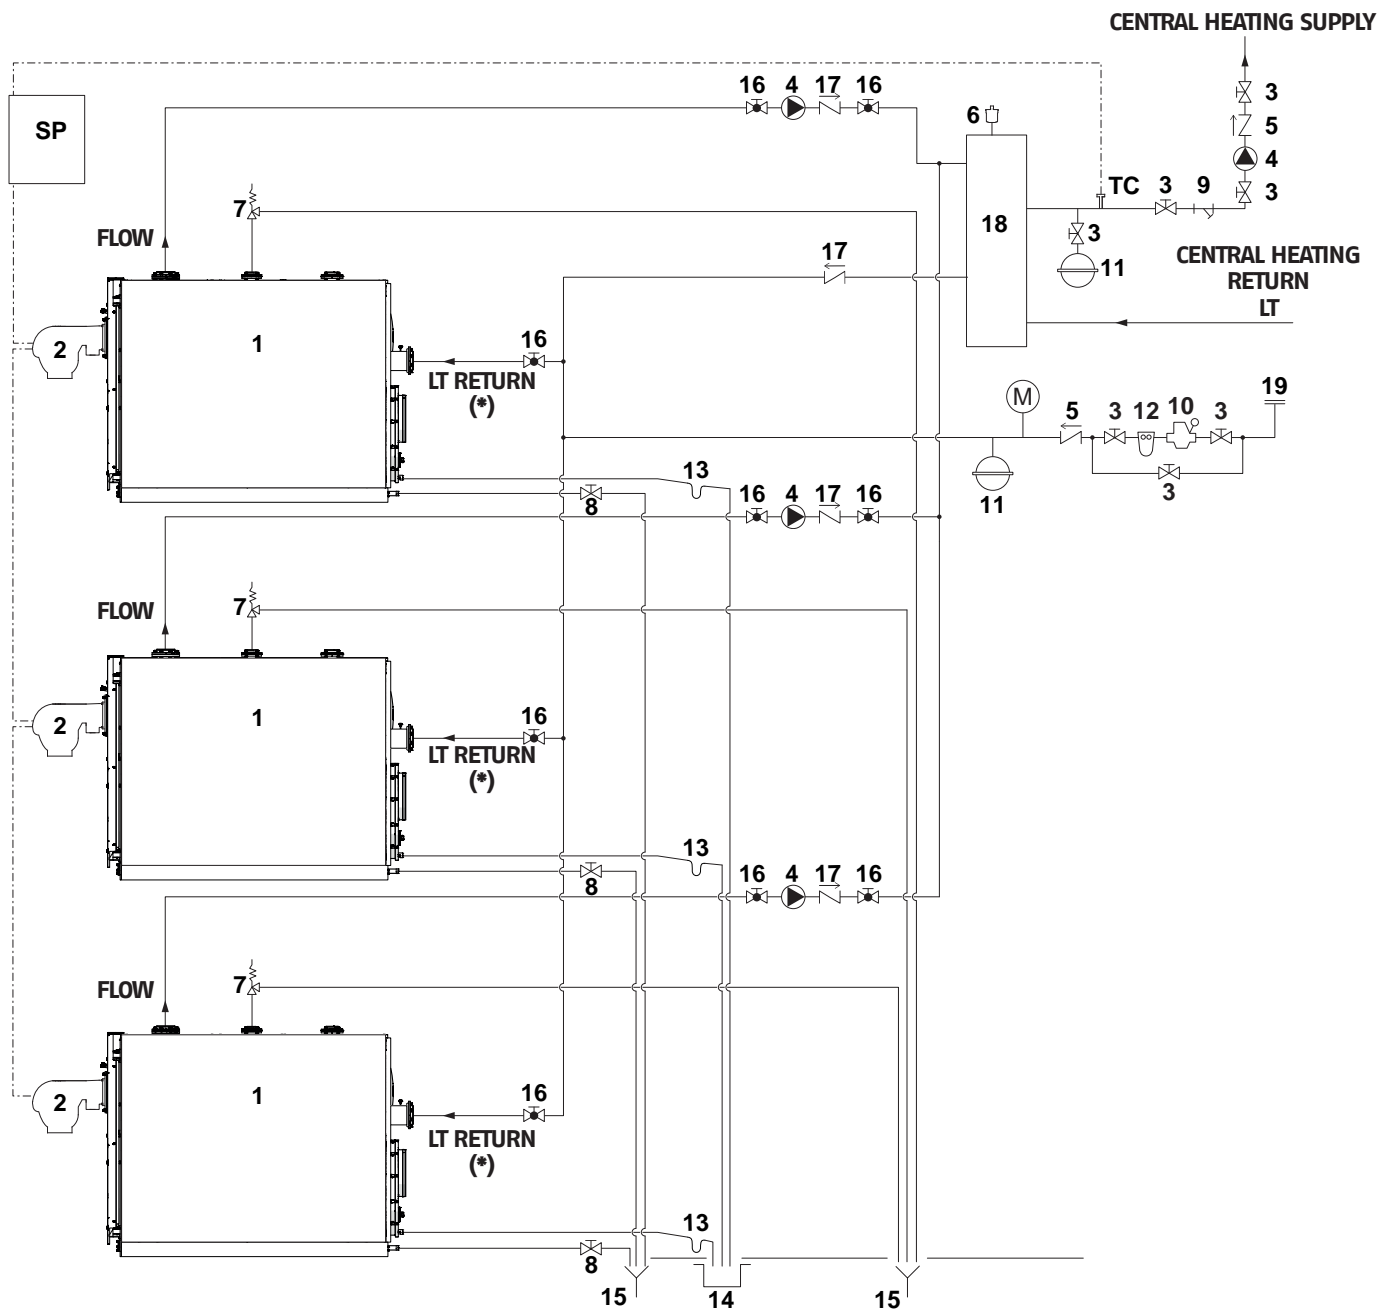 CENTRAL HEATING SUPPLY
16 4 17 16
3
6
5
SP
4
TC 3 9 3
7
18
FLOW
3
17
11
CENTRAL HEATING
RETURN
LT
2 1 16
LT RETURN
(*)
M
19
5 3 12 10 3
13
16 4 17 16
11
3
8
7
FLOW
2 1 16
LT RETURN
(*)
13
16 4 17 16
8
7
FLOW
2 1 16
LT RETURN
(*)
13
8
15 14 15